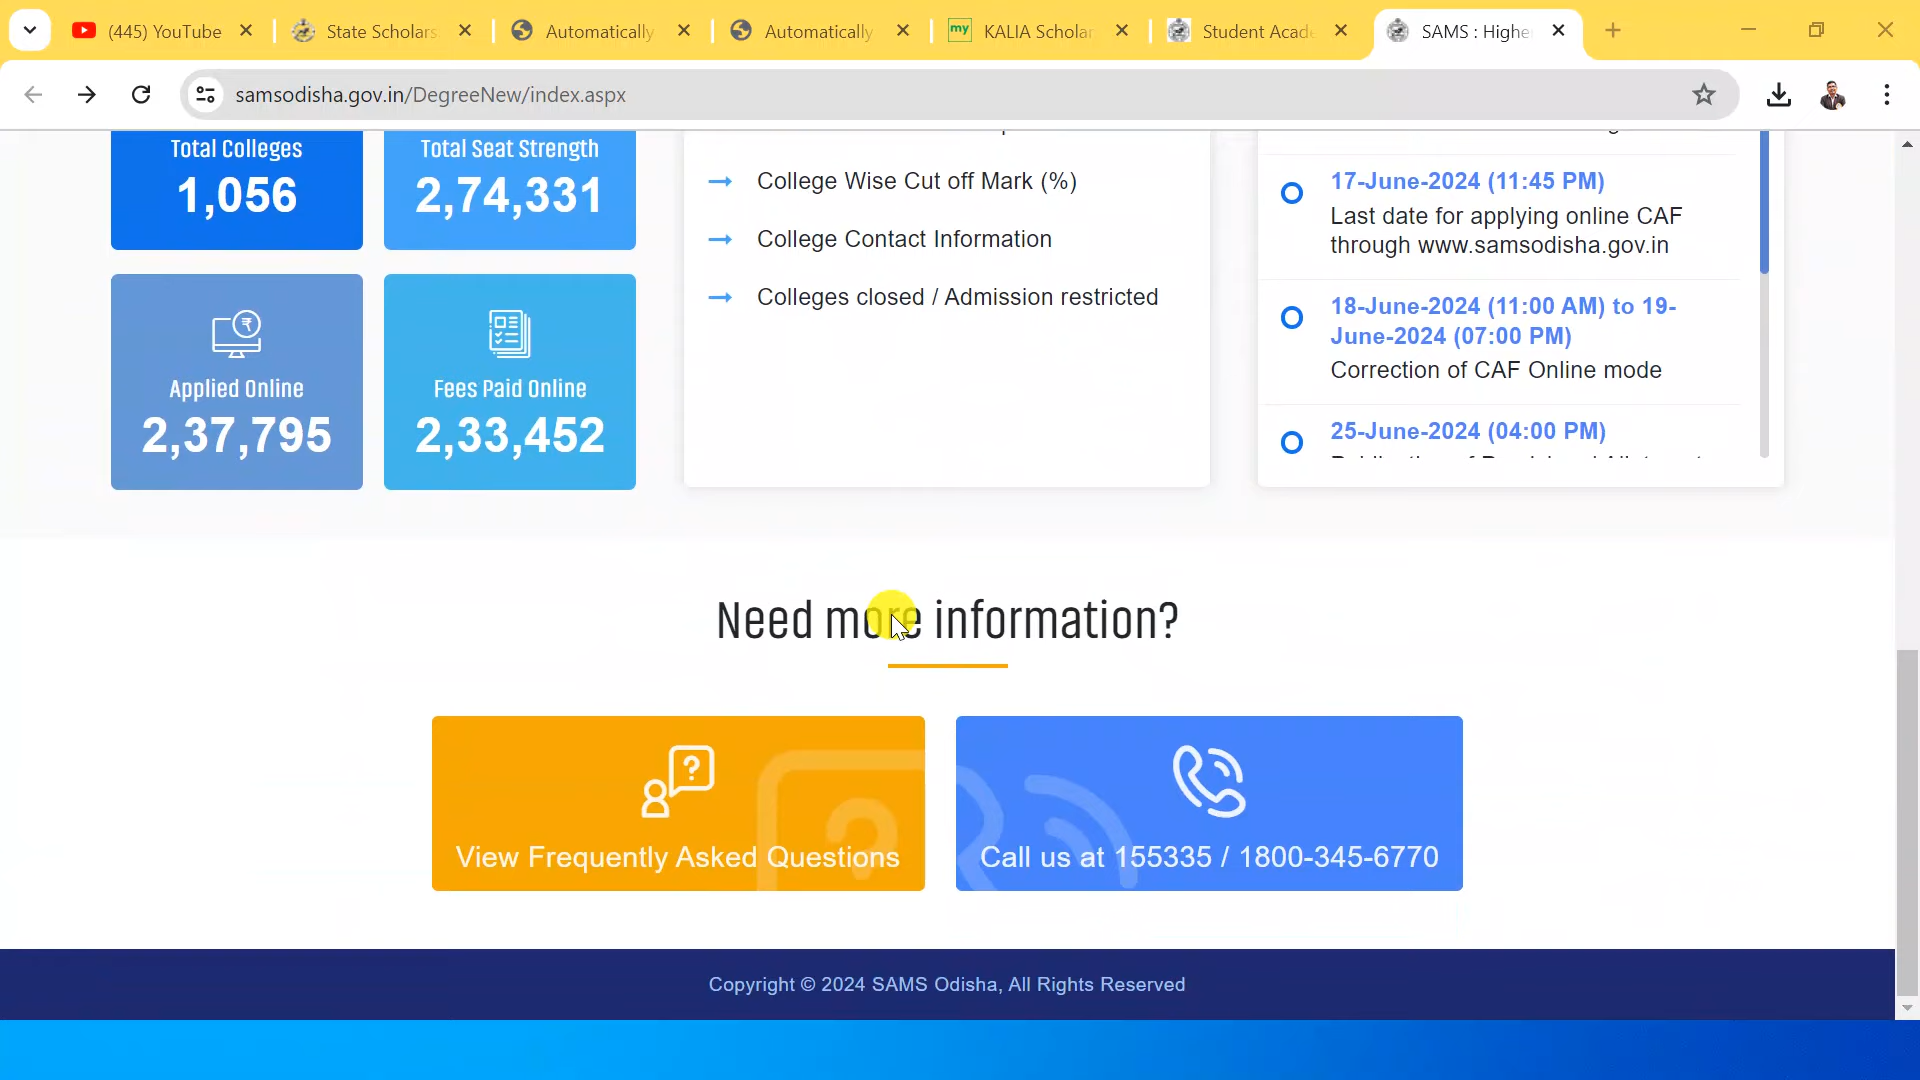 (445) YouTube
State Scholars
Automatically
Automatically
my
KALIA Scholar
Student Acade
SAMS : Highe
samsodisha.gov.in/DegreeNew/index.aspx
Total Colleges
1,056
Total Seat Strength
2,74,331
Applied Online
2,37,795
Fees Paid Online
2,33,452
College Wise Cut off Mark (%)
College Contact Information
Colleges closed / Admission restricted
17-June-2024 (11:45 PM)
Last date for applying online CAF
through www.samsodisha.gov.in
18-June-2024 (11:00 AM) to 19-
June-2024 (07:00 PM)
Correction of CAF Online mode
25-June-2024 (04:00 PM)
Need more information?
View Frequently Asked Questions
Call us at 155335 / 1800-345-6770
Copyright © 2024 SAMS Odisha, All Rights Reserved